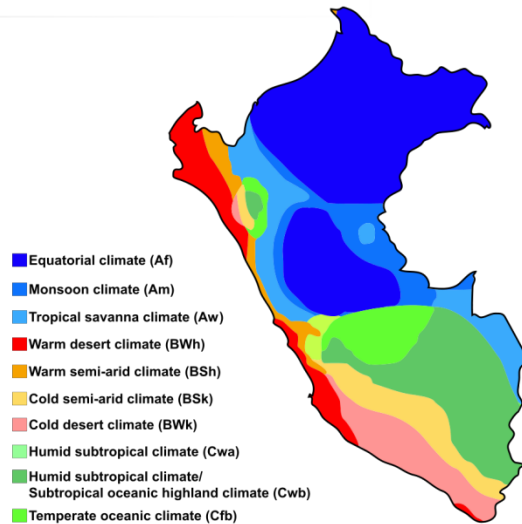 Equatorial climate (Af)
Monsoon climate (Am)
Tropical savanna climate (Aw)
Warm desert climate (BWh)
Warm semi-arid climate (BSh)
Cold semi-arid climate (BSk)
Cold desert climate (BWk)
Humid subtropical climate (Cwa)
Humid subtropical climate/
Subtropical oceanic highland climate (Cwb)
Temperate oceanic climate (Cfb)